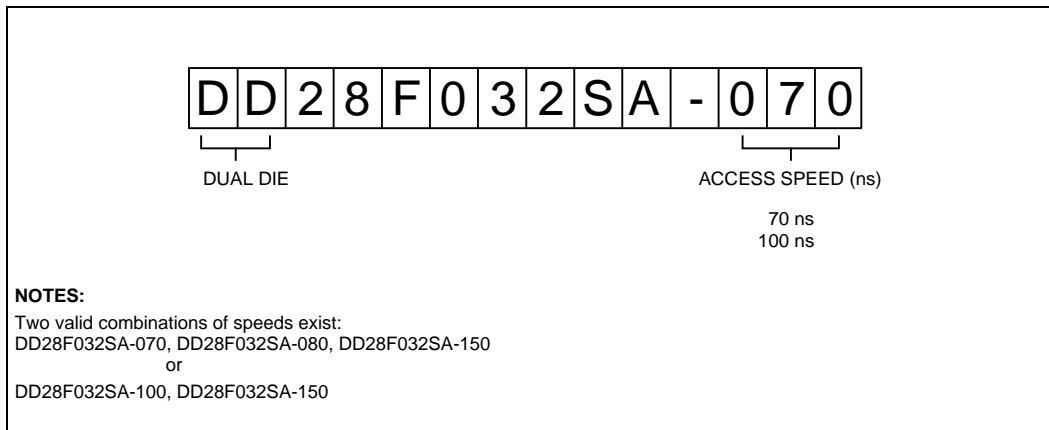 DD28F032SA-070
DUAL DIE
ACCESS SPEED (ns)
70 ns
100 ns
NOTES:
Two valid combinations of speeds exist:
DD28F032SA-070, DD28F032SA-080, DD28F032SA-150
or
DD28F032SA-100, DD28F032SA-150